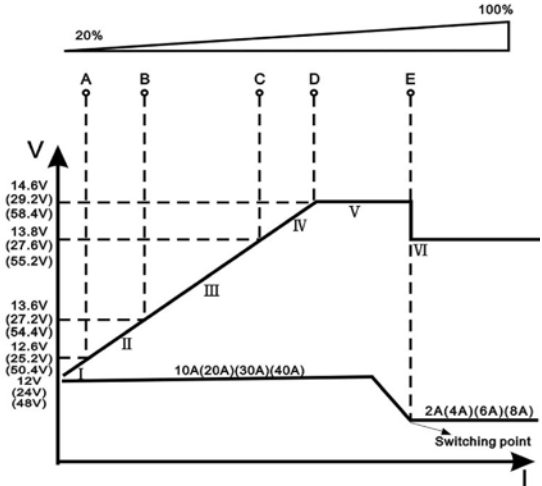 20%
100%
A
B
C
D
E
V
14.6V
(29.2V)
(58.4V)
13.8V
(27.6V)
(55.2V)
13.6V
(27.2V)
(54.4V)
12.6V
(25.2V)
(50.4V)
12V
(24V)
(48V)
I
II
III
IV
V
VI
10A(20A)(30A)(40A)
2A(4A)(6A)(8A)
Switching point
I